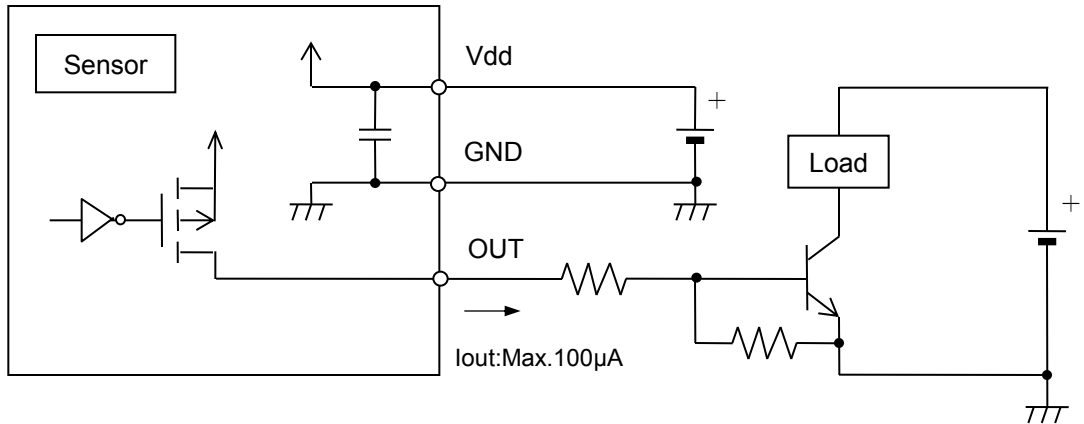 Sensor
Vdd
+
GND
Load
+
OUT
Iout:Max.100μA